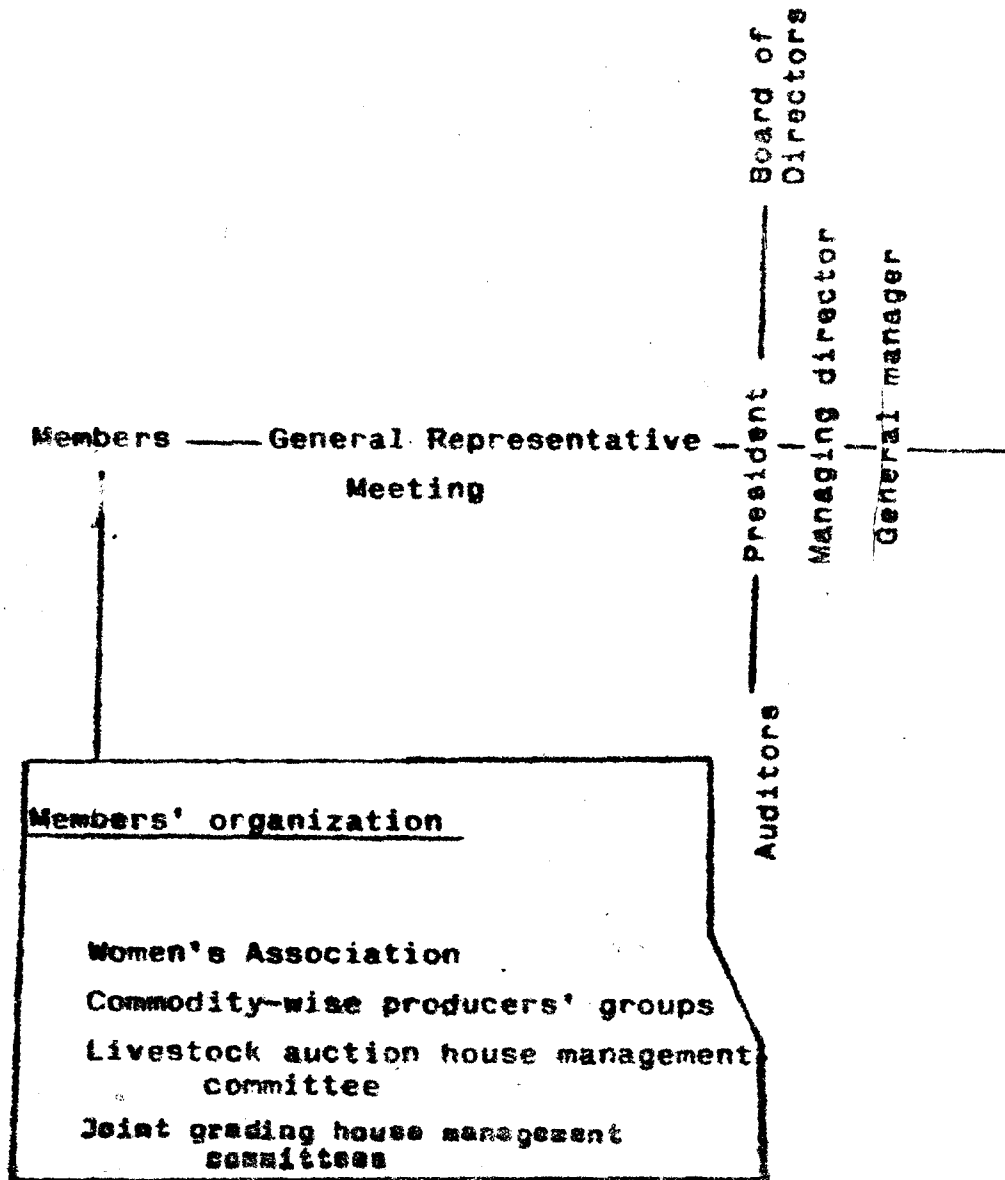 Board of
Directors
Members General Representative
Meeting
President
Managing director
General manager
Auditors
Members' organization
Women's Association
Commodity-wise producers' groups
Livestock auction house management
committee
Joint grading house management
committees